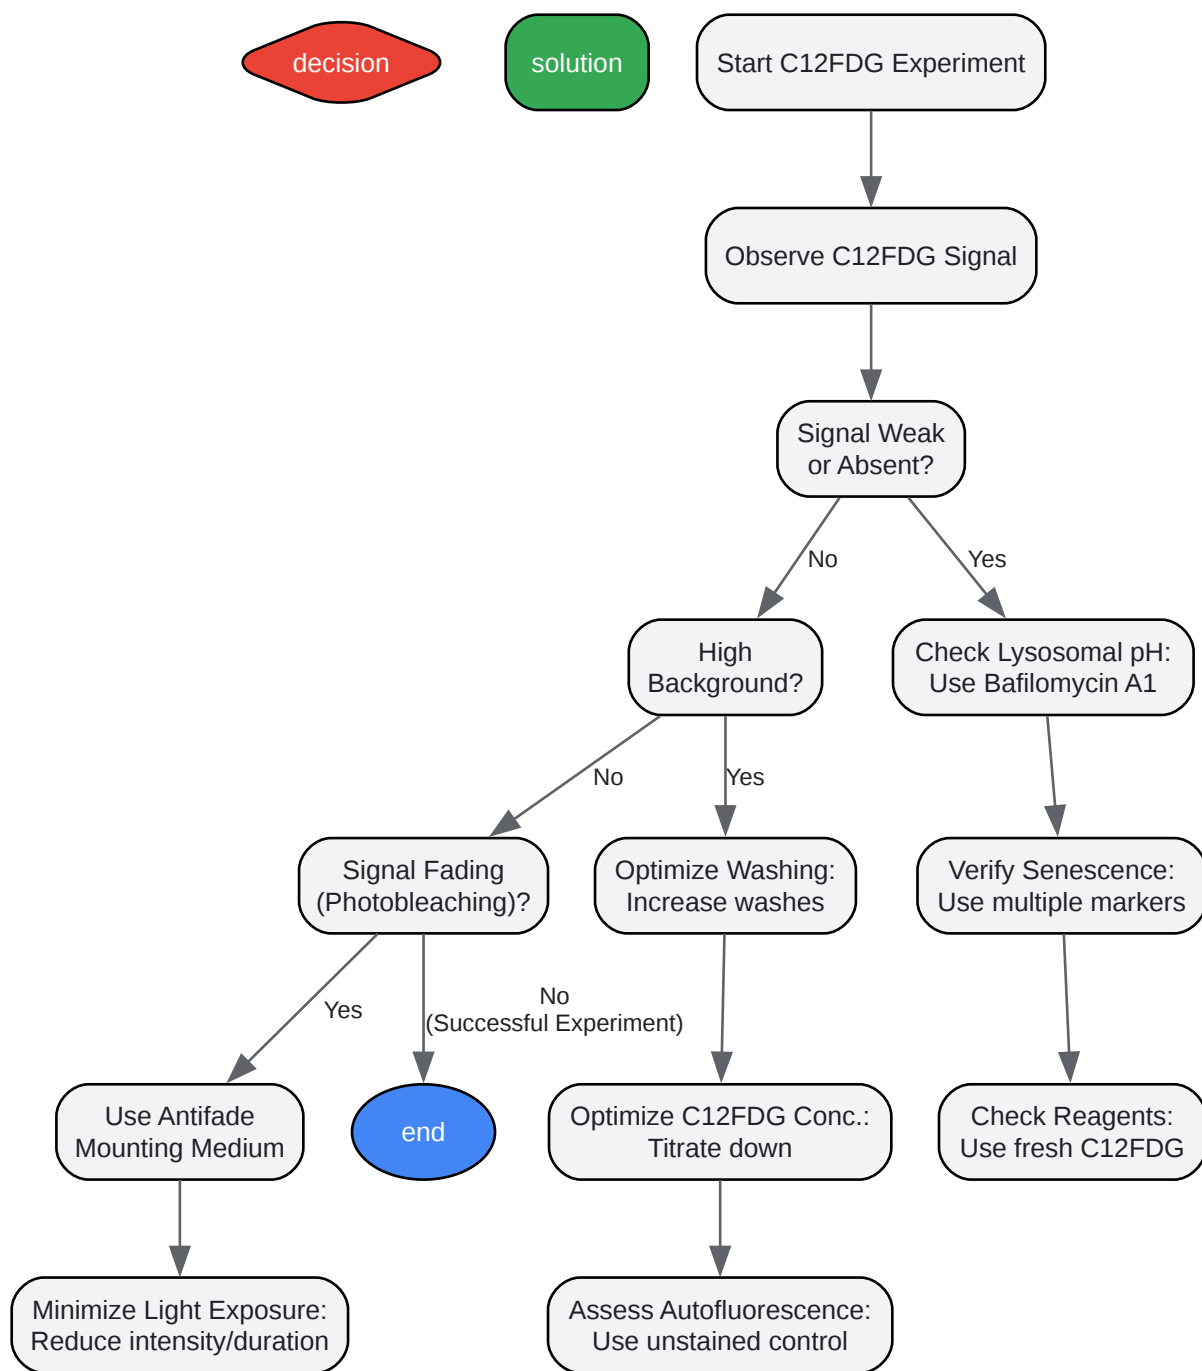 decision
solution
Start C12FDG Experiment
Observe C12FDG Signal
Signal Weak
or Absent?
No
Yes
High
Background?
Check Lysosomal pH:
Use Bafilomycin A1
No
Yes
Signal Fading
(Photobleaching)?
Optimize Washing:
Increase washes
Verify Senescence:
Use multiple markers
Yes
No
(Successful Experiment)
Use Antifade
Mounting Medium
end
Optimize C12FDG Conc.:
Titrate down
Check Reagents:
Use fresh C12FDG
Minimize Light Exposure:
Reduce intensity/duration
Assess Autofluorescence:
Use unstained control